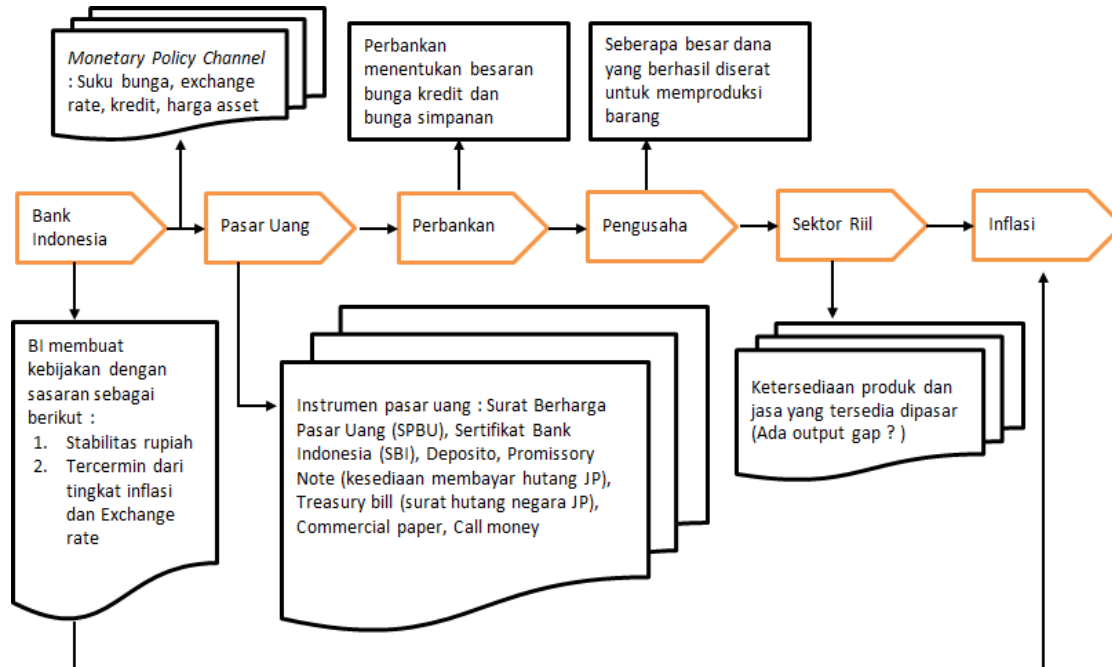 Monetary Policy Channel
: Suku bunga, exchange
rate, kredit, harga asset
Perbankan
menentukan besaran
bunga kredit dan
bunga simpanan
Seberapa besar dana
yang berhasil diserat
untuk memproduksi
barang
Bank
Indonesia
Pasar Uang
Perbankan
Pengusaha
Sektor Riil
Inflasi
BI membuat
kebijakan dengan
sasaran sebagai
berikut :
1. Stabilitas rupiah
2. Tercermin dari
tingkat inflasi
dan Exchange
rate
Instrumen pasar uang : Surat Berharga
Pasar Uang (SPBU), Sertifikat Bank
Indonesia (SBI), Deposito, Promissory
Note (kesediaan membayar hutang JP),
Treasury bill (surat hutang negara JP),
Commercial paper, Call money
Ketersediaan produk dan
jasa yang tersedia dipasar
(Ada output gap ? )